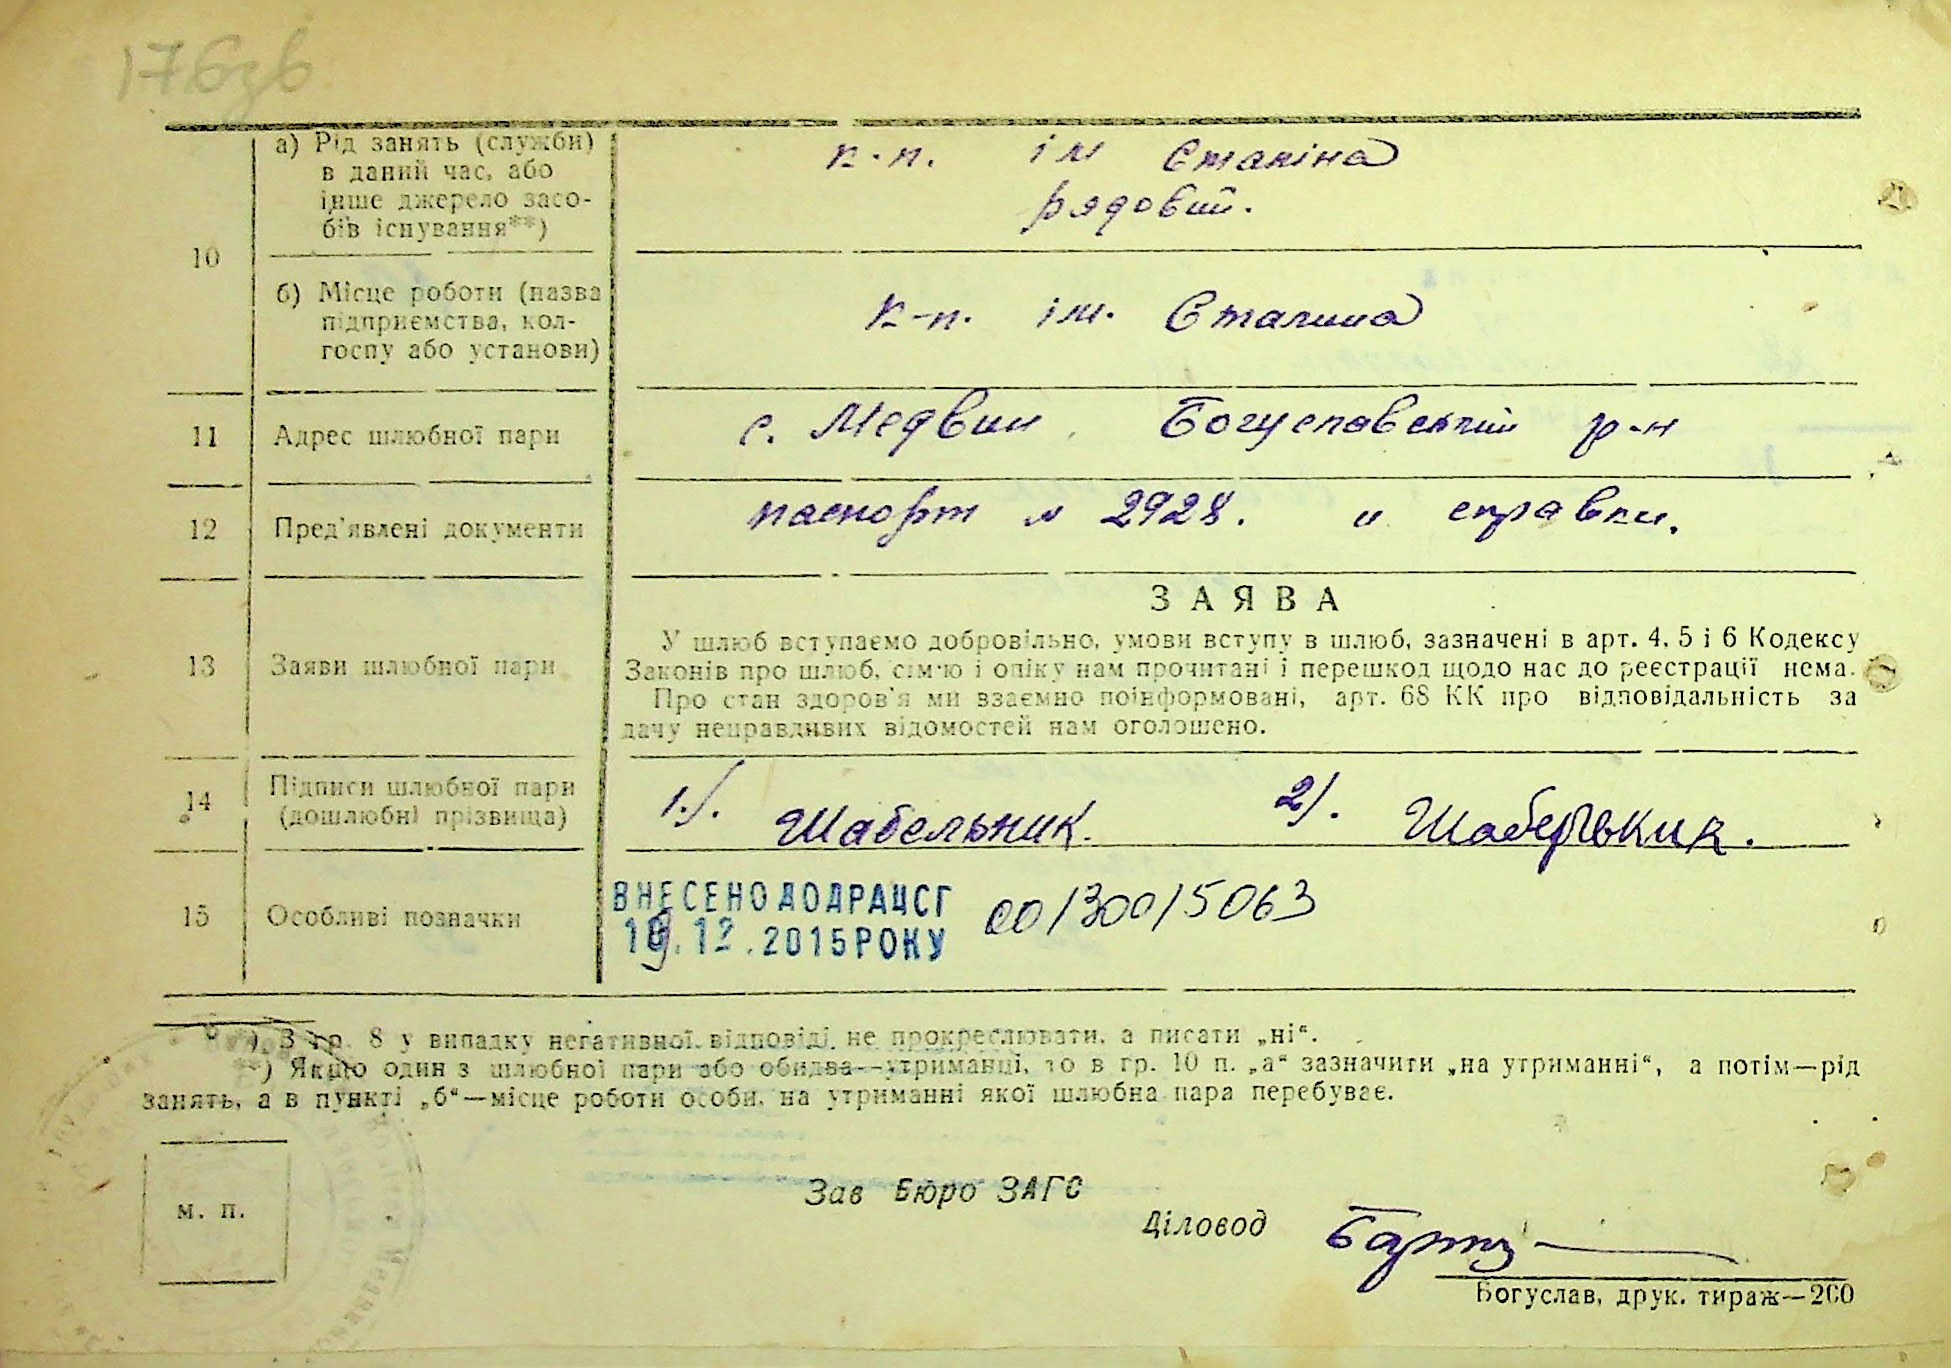 176зв
а) Рід занять (служби)
в даний час, або
інше джерело засо-
бів існування**)
к-п. ім Сталіна
рядовий.
10
б) Місце роботи (назва
підприємства, кол-
госпу або установи)
к-п. ім. Сталина
11 Адрес шлюбної пари с. Медвин Богуславський р-н
12 Пред'явлені документи паспорт № 2928. и справки.
ЗАЯВА
13 Заяви шлюбної пари
У шлюб вступаємо добровільно, умови вступу в шлюб, зазначені в арт. 4, 5 і 6 Кодексу
Законів про шлюб, сім'ю і опіку нам прочитані і перешкод щодо нас до реєстрації нема.
Про стан здоров'я ми взаємно поінформовані, арт. 68 КК про відповідальність за
дачу неправдивих відомостей нам оголошено.
14 Підписи шлюбної пари
(дошлюбні прізвища)
1). Шабельник. 2). Шабельник.
15 Особливі позначки
ВНЕСЕНО ДО ДРАЦСГ 00/300/5063
19.12.2015 РОКУ
*) З гр. 8 у випадку негативної відповіді не прокреслювати, а писати „ні“.
**) Якщо один з шлюбної пари або обидва—утриманці, то в гр. 10 п. „а“ зазначити „на утриманні“, а потім—рід
занять, а в пункті „б“—місце роботи особи, на утриманні якої шлюбна пара перебуває.
м. п.
Зав Бюро ЗАГС
Діловод
Богуслав, друк. тираж—200